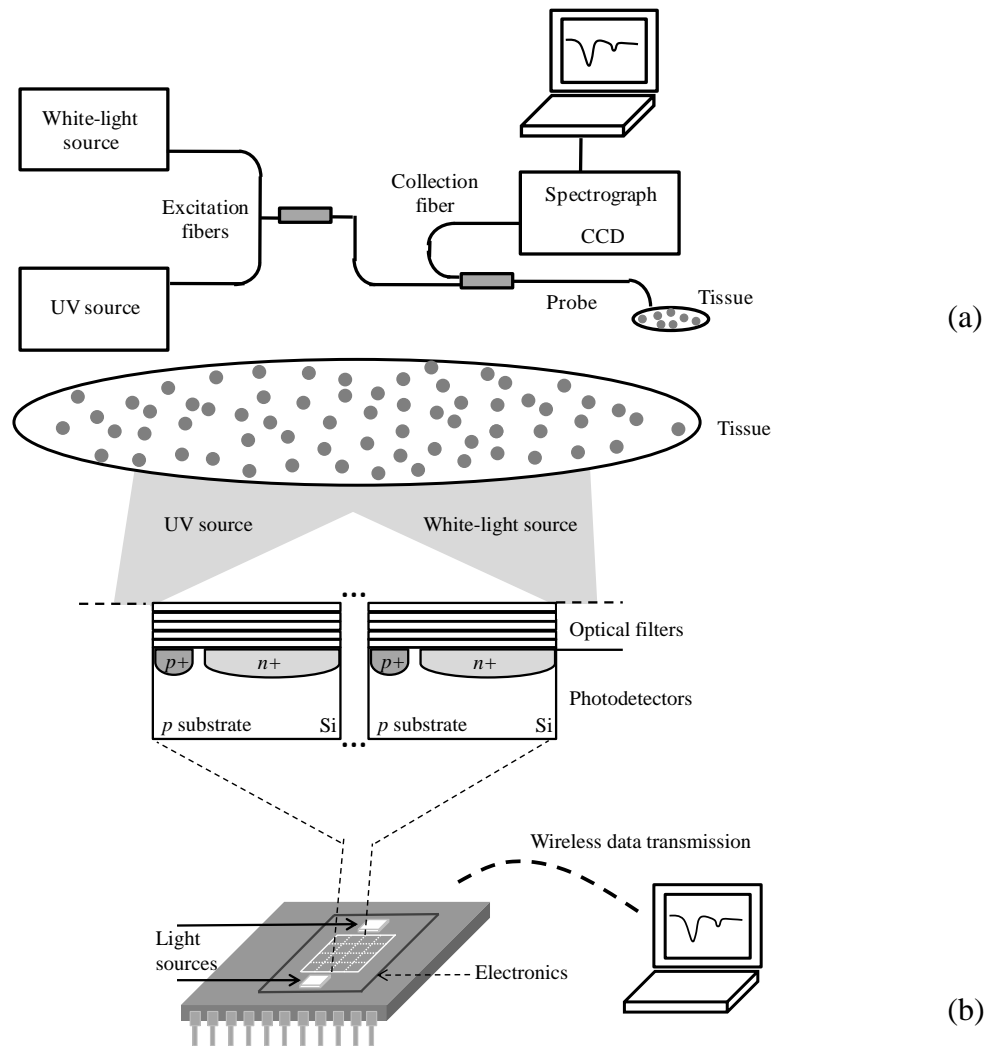 White-light
source
Excitation
fibers
UV source
Collection
fiber
Spectrograph
CCD
Probe
Tissue
(a)
Tissue
UV source
White-light source
...
Optical filters
p+
n+
p+
n+
Photodetectors
p substrate
Si
p substrate
Si
...
Wireless data transmission
Light
sources
Electronics
(b)